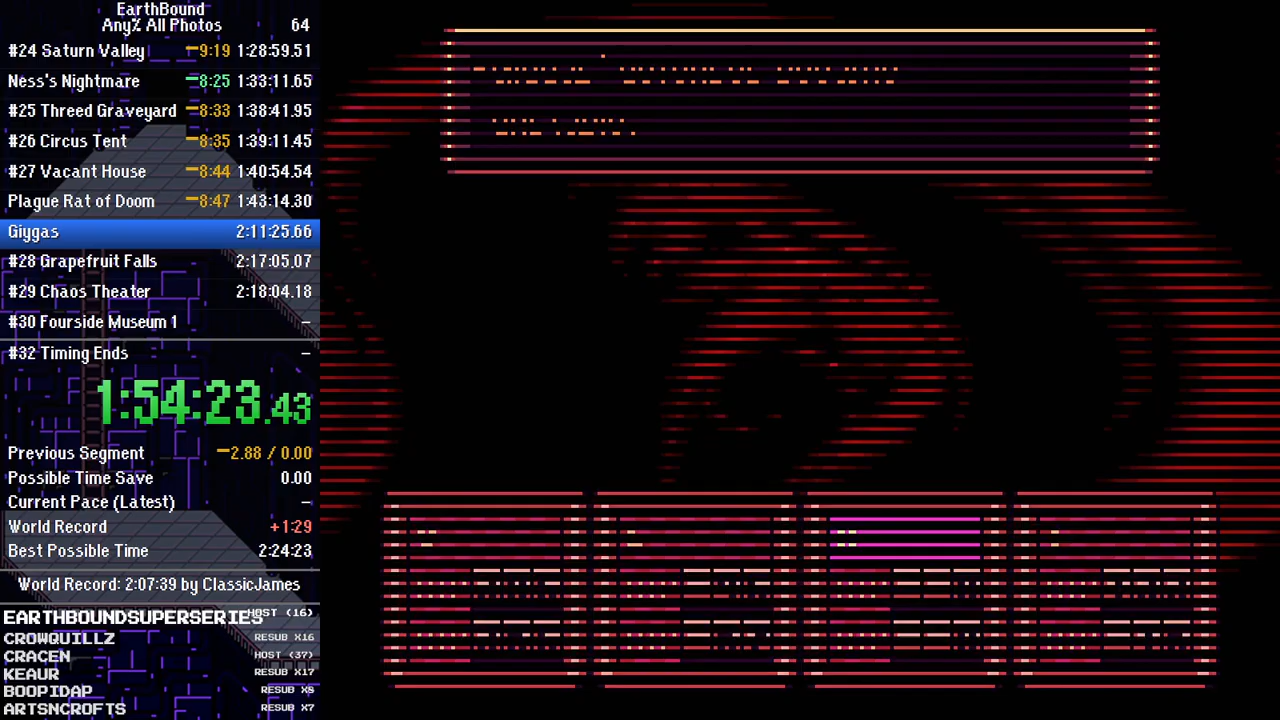 EarthBound
Any% All Photos 64
#24 Saturn Valley −9:19 1:28:59.51
Ness's Nightmare −8:25 1:33:11.65
#25 Threed Graveyard −8:33 1:38:41.95
#26 Circus Tent −8:35 1:39:11.45
#27 Vacant House −8:44 1:40:54.54
Plague Rat of Doom −8:47 1:43:14.30
Giygas 2:11:25.66
#28 Grapefruit Falls 2:17:05.07
#29 Chaos Theater 2:18:04.18
#30 Fourside Museum 1 −
#32 Timing Ends −
1:54:23.43
Previous Segment −2.88 / 0.00
Possible Time Save 0.00
Current Pace (Latest) −
World Record +1:29
Best Possible Time 2:24:23
World Record: 2:07:39 by ClassicJames
EARTHBOUNDSUPERSERIES HOST (16)
CROWQUILLZ RESUB X16
CRACEN HOST (37)
KEAUR RESUB X17
BOOPIDAP RESUB X8
ARTSNCROFTS RESUB X7